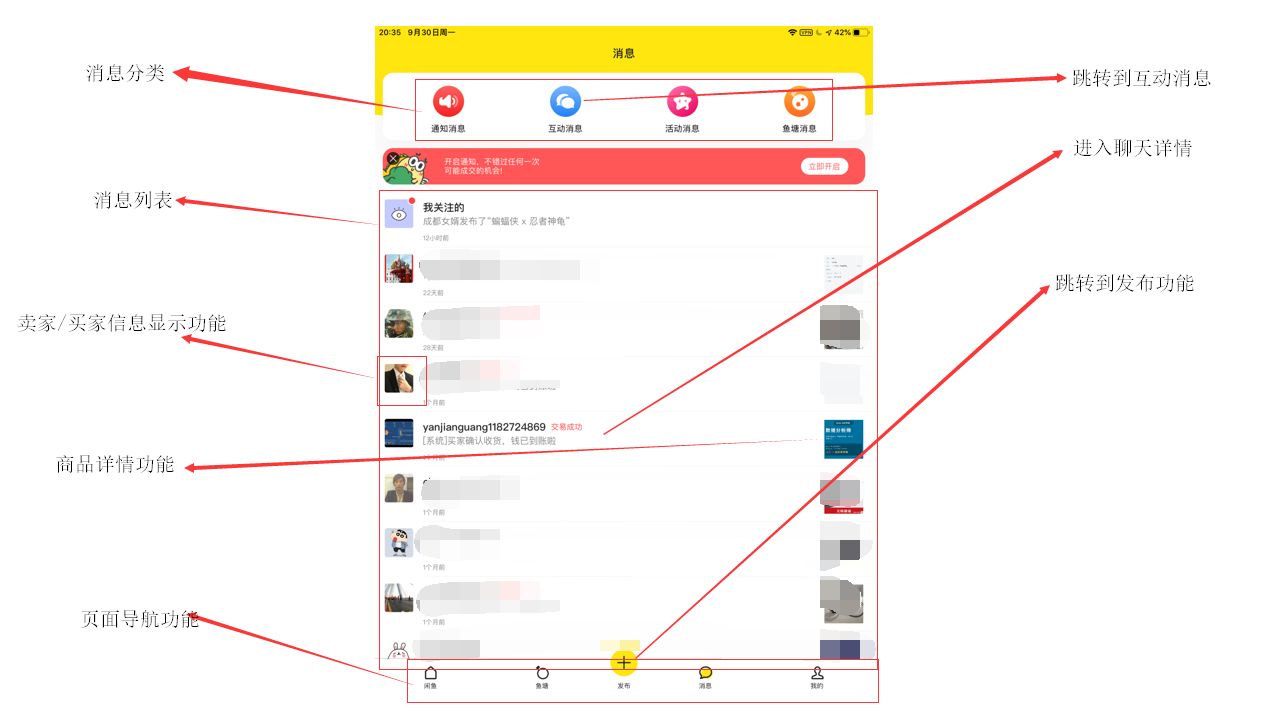 20:35 9月30日周一
VPN 42%
消息
消息分类
通知消息
互动消息
活动消息
鱼塘消息
跳转到互动消息
开启通知，不错过任何一次
可能成交的机会!
立即开启
进入聊天详情
消息列表
我关注的
成都女婿发布了“蝙蝠侠 x 忍者神龟”
12小时前
22天前
跳转到发布功能
卖家/买家信息显示功能
28天前
1个月前
yanjianguang1182724869 交易成功
[系统]买家确认收货，钱已到账啦
商品详情功能
1个月前
1个月前
1个月前
页面导航功能
闲鱼
鱼塘
发布
消息
我的